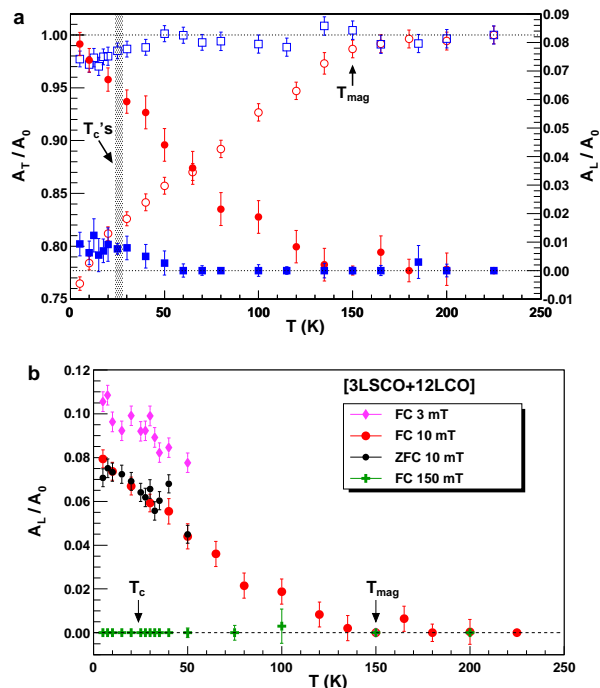 a
1.00
0.95
0.90
0.85
0.80
0.75
A_T / A_0
0.09
0.08
0.07
0.06
0.05
0.04
0.03
0.02
0.01
0.00
-0.01
A_L / A_0
T_c's
T_mag
0 50 100 150 200 250
T (K)
b
0.12
0.10
0.08
0.06
0.04
0.02
0.00
A_L / A_0
[3LSCO+12LCO]
FC 3 mT
FC 10 mT
ZFC 10 mT
FC 150 mT
T_c
T_mag
0 50 100 150 200 250
T (K)